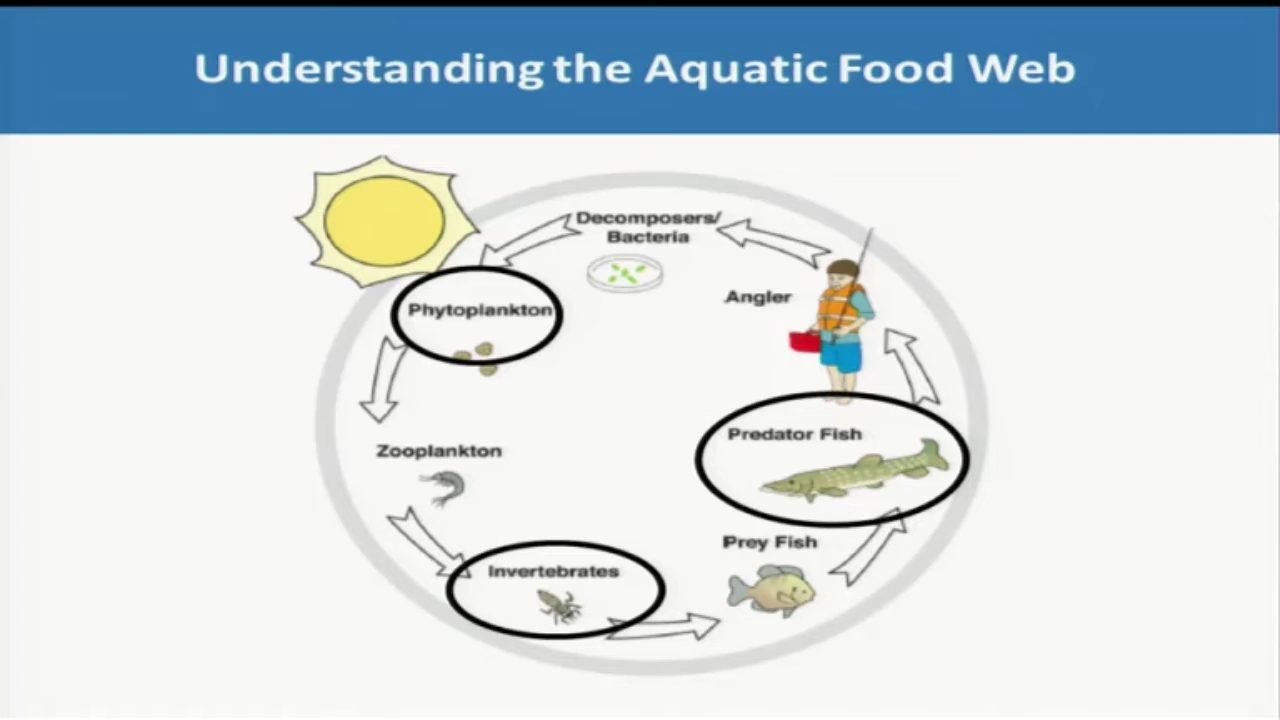 Understanding the Aquatic Food Web
Decomposers/
Bacteria
Phytoplankton
Angler
Zooplankton
Predator Fish
Prey Fish
Invertebrates